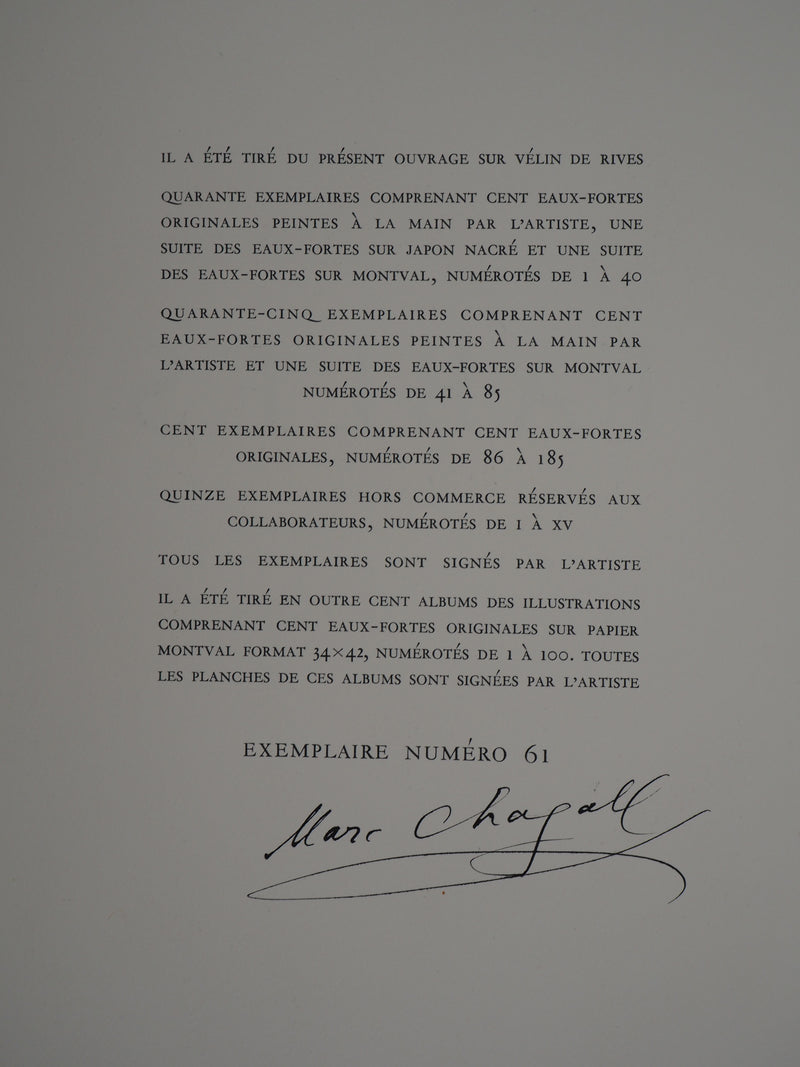 IL A ÉTÉ TIRÉ DU PRÉSENT OUVRAGE SUR VÉLIN DE RIVES
QUARANTE EXEMPLAIRES COMPRENANT CENT EAUX-FORTES
ORIGINALES PEINTES À LA MAIN PAR L'ARTISTE, UNE
SUITE DES EAUX-FORTES SUR JAPON NACRÉ ET UNE SUITE
DES EAUX-FORTES SUR MONTVAL, NUMÉROTÉS DE 1 À 40
QUARANTE-CINQ EXEMPLAIRES COMPRENANT CENT
EAUX-FORTES ORIGINALES PEINTES À LA MAIN PAR
L'ARTISTE ET UNE SUITE DES EAUX-FORTES SUR MONTVAL
NUMÉROTÉS DE 41 À 85
CENT EXEMPLAIRES COMPRENANT CENT EAUX-FORTES
ORIGINALES, NUMÉROTÉS DE 86 À 185
QUINZE EXEMPLAIRES HORS COMMERCE RÉSERVÉS AUX
COLLABORATEURS, NUMÉROTÉS DE I À XV
TOUS LES EXEMPLAIRES SONT SIGNÉS PAR L'ARTISTE
IL A ÉTÉ TIRÉ EN OUTRE CENT ALBUMS DES ILLUSTRATIONS
COMPRENANT CENT EAUX-FORTES ORIGINALES SUR PAPIER
MONTVAL FORMAT 34×42, NUMÉROTÉS DE 1 À 100. TOUTES
LES PLANCHES DE CES ALBUMS SONT SIGNÉES PAR L'ARTISTE
EXEMPLAIRE NUMÉRO 61
Marc Chagall